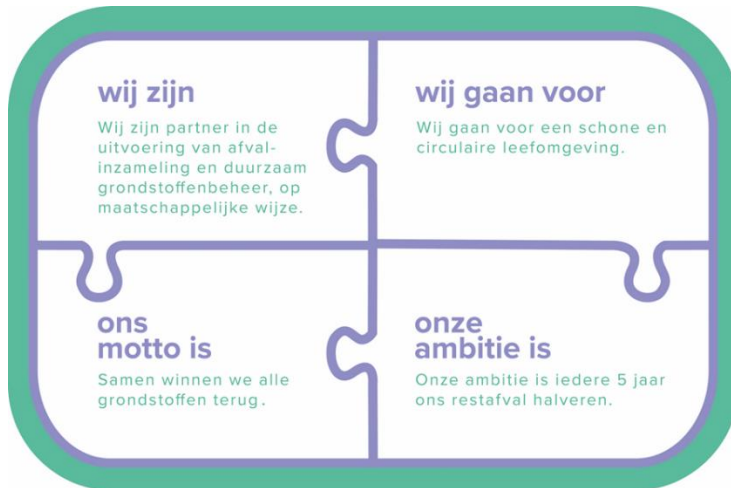 wij zijn
Wij zijn partner in de
uitvoering van afval-
inzameling en duurzaam
grondstoffenbeheer, op
maatschappelijke wijze.
wij gaan voor
Wij gaan voor een schone en
circulaire leefomgeving.
ons
motto is
Samen winnen we alle
grondstoffen terug.
onze
ambitie is
Onze ambitie is iedere 5 jaar
ons restafval halveren.